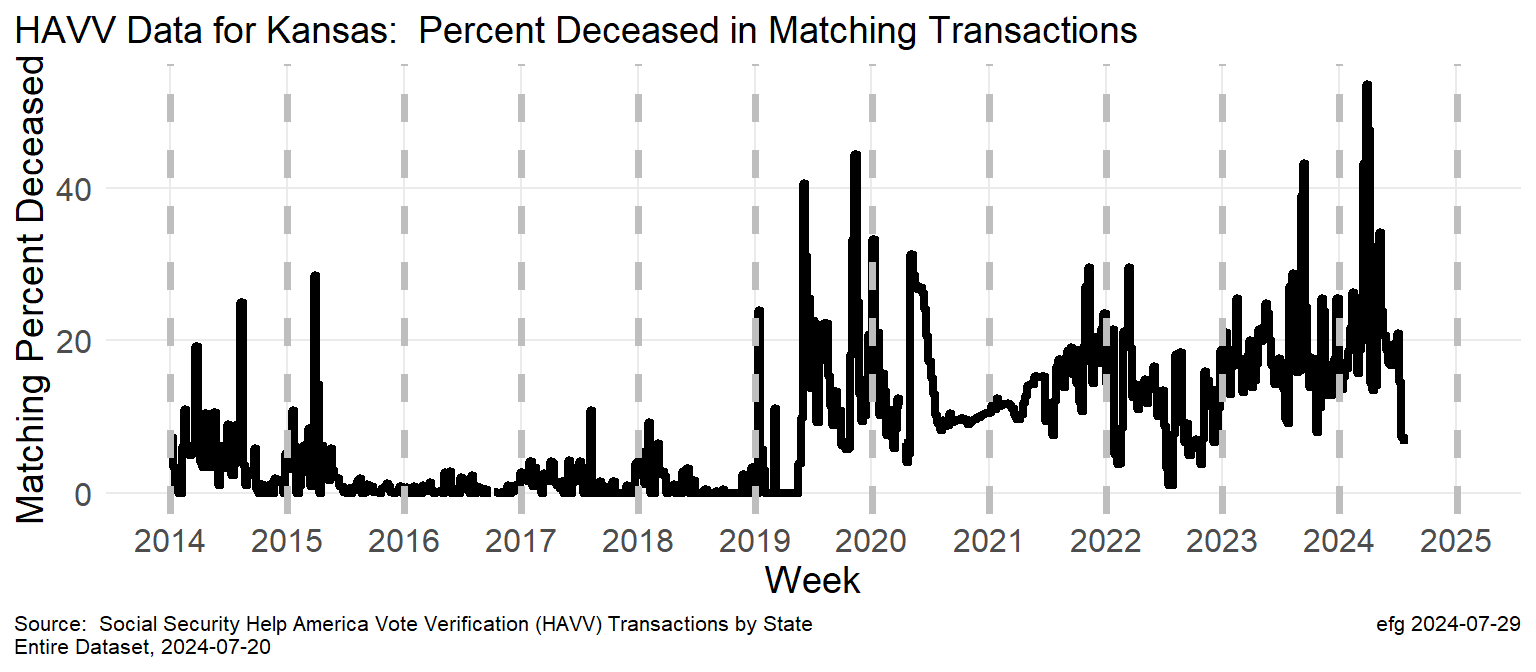 HAVV Data for Kansas:  Percent Deceased in Matching Transactions
Matching Percent Deceased
40
20
0
2014 2015 2016 2017 2018 2019 2020 2021 2022 2023 2024 2025
Week
Source:  Social Security Help America Vote Verification (HAVV) Transactions by State
Entire Dataset, 2024-07-20
efg 2024-07-29